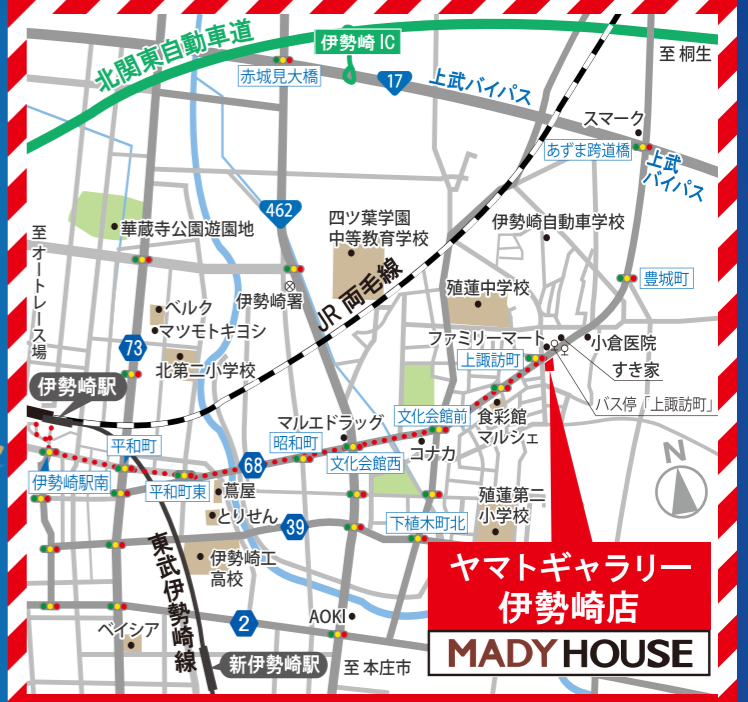 北関東自動車道
伊勢崎IC
至 桐生
赤城見大橋
17
上武バイパス
スマーク
あずま跨道橋
上武
バイパス
至オートレース場
華蔵寺公園遊園地
462
四ツ葉学園
中等教育学校
伊勢崎自動車学校
伊勢崎署
JR 両毛線
殖蓮中学校
豊城町
ベルク
マツモトキヨシ
73
北第二小学校
ファミリーマート
小倉医院
上諏訪町
すき家
バス停「上諏訪町」
伊勢崎駅
マルエドラッグ
文化会館前
食彩館
マルシェ
平和町
昭和町
68
文化会館西
コナカ
伊勢崎駅南
平和町東
蔦屋
とりせん
39
下植木町北
殖蓮第二
小学校
N
東武伊勢崎線
伊勢崎工
高校
ヤマトギャラリー
伊勢崎店
MADY HOUSE
ベイシア
2
AOKI
新伊勢崎駅
至 本庄市